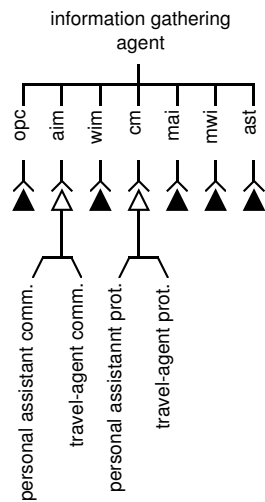 information gathering
agent
opc
aim
wim
cm
mai
mwi
ast
personal assistant comm.
travel-agent comm.
personal assistannt prot.
travel-agent prot.